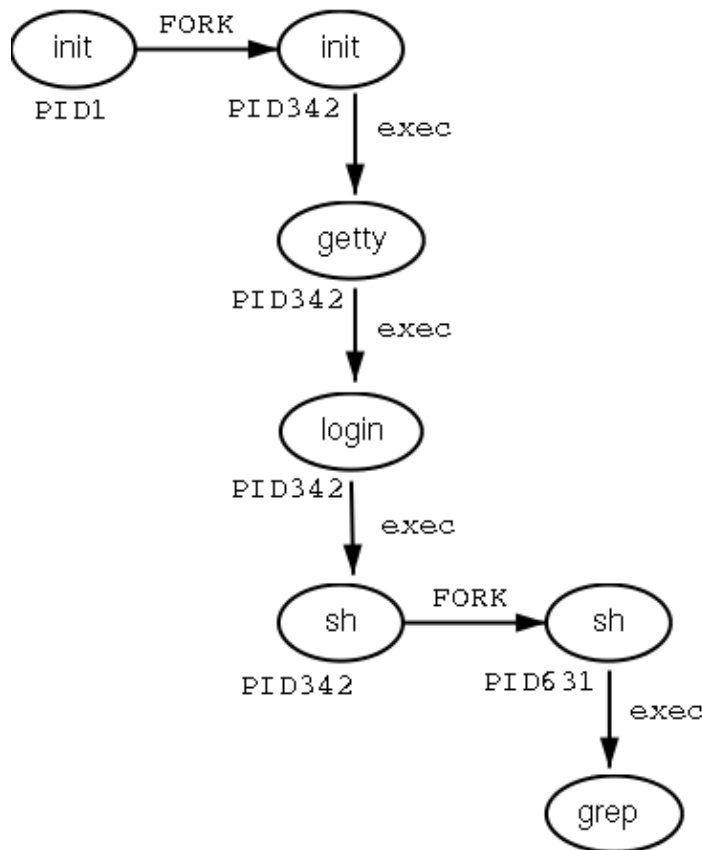 FORK
init
init
PID1
PID342
exec
getty
PID342
exec
login
PID342
exec
FORK
sh
sh
PID342
PID631
exec
grep